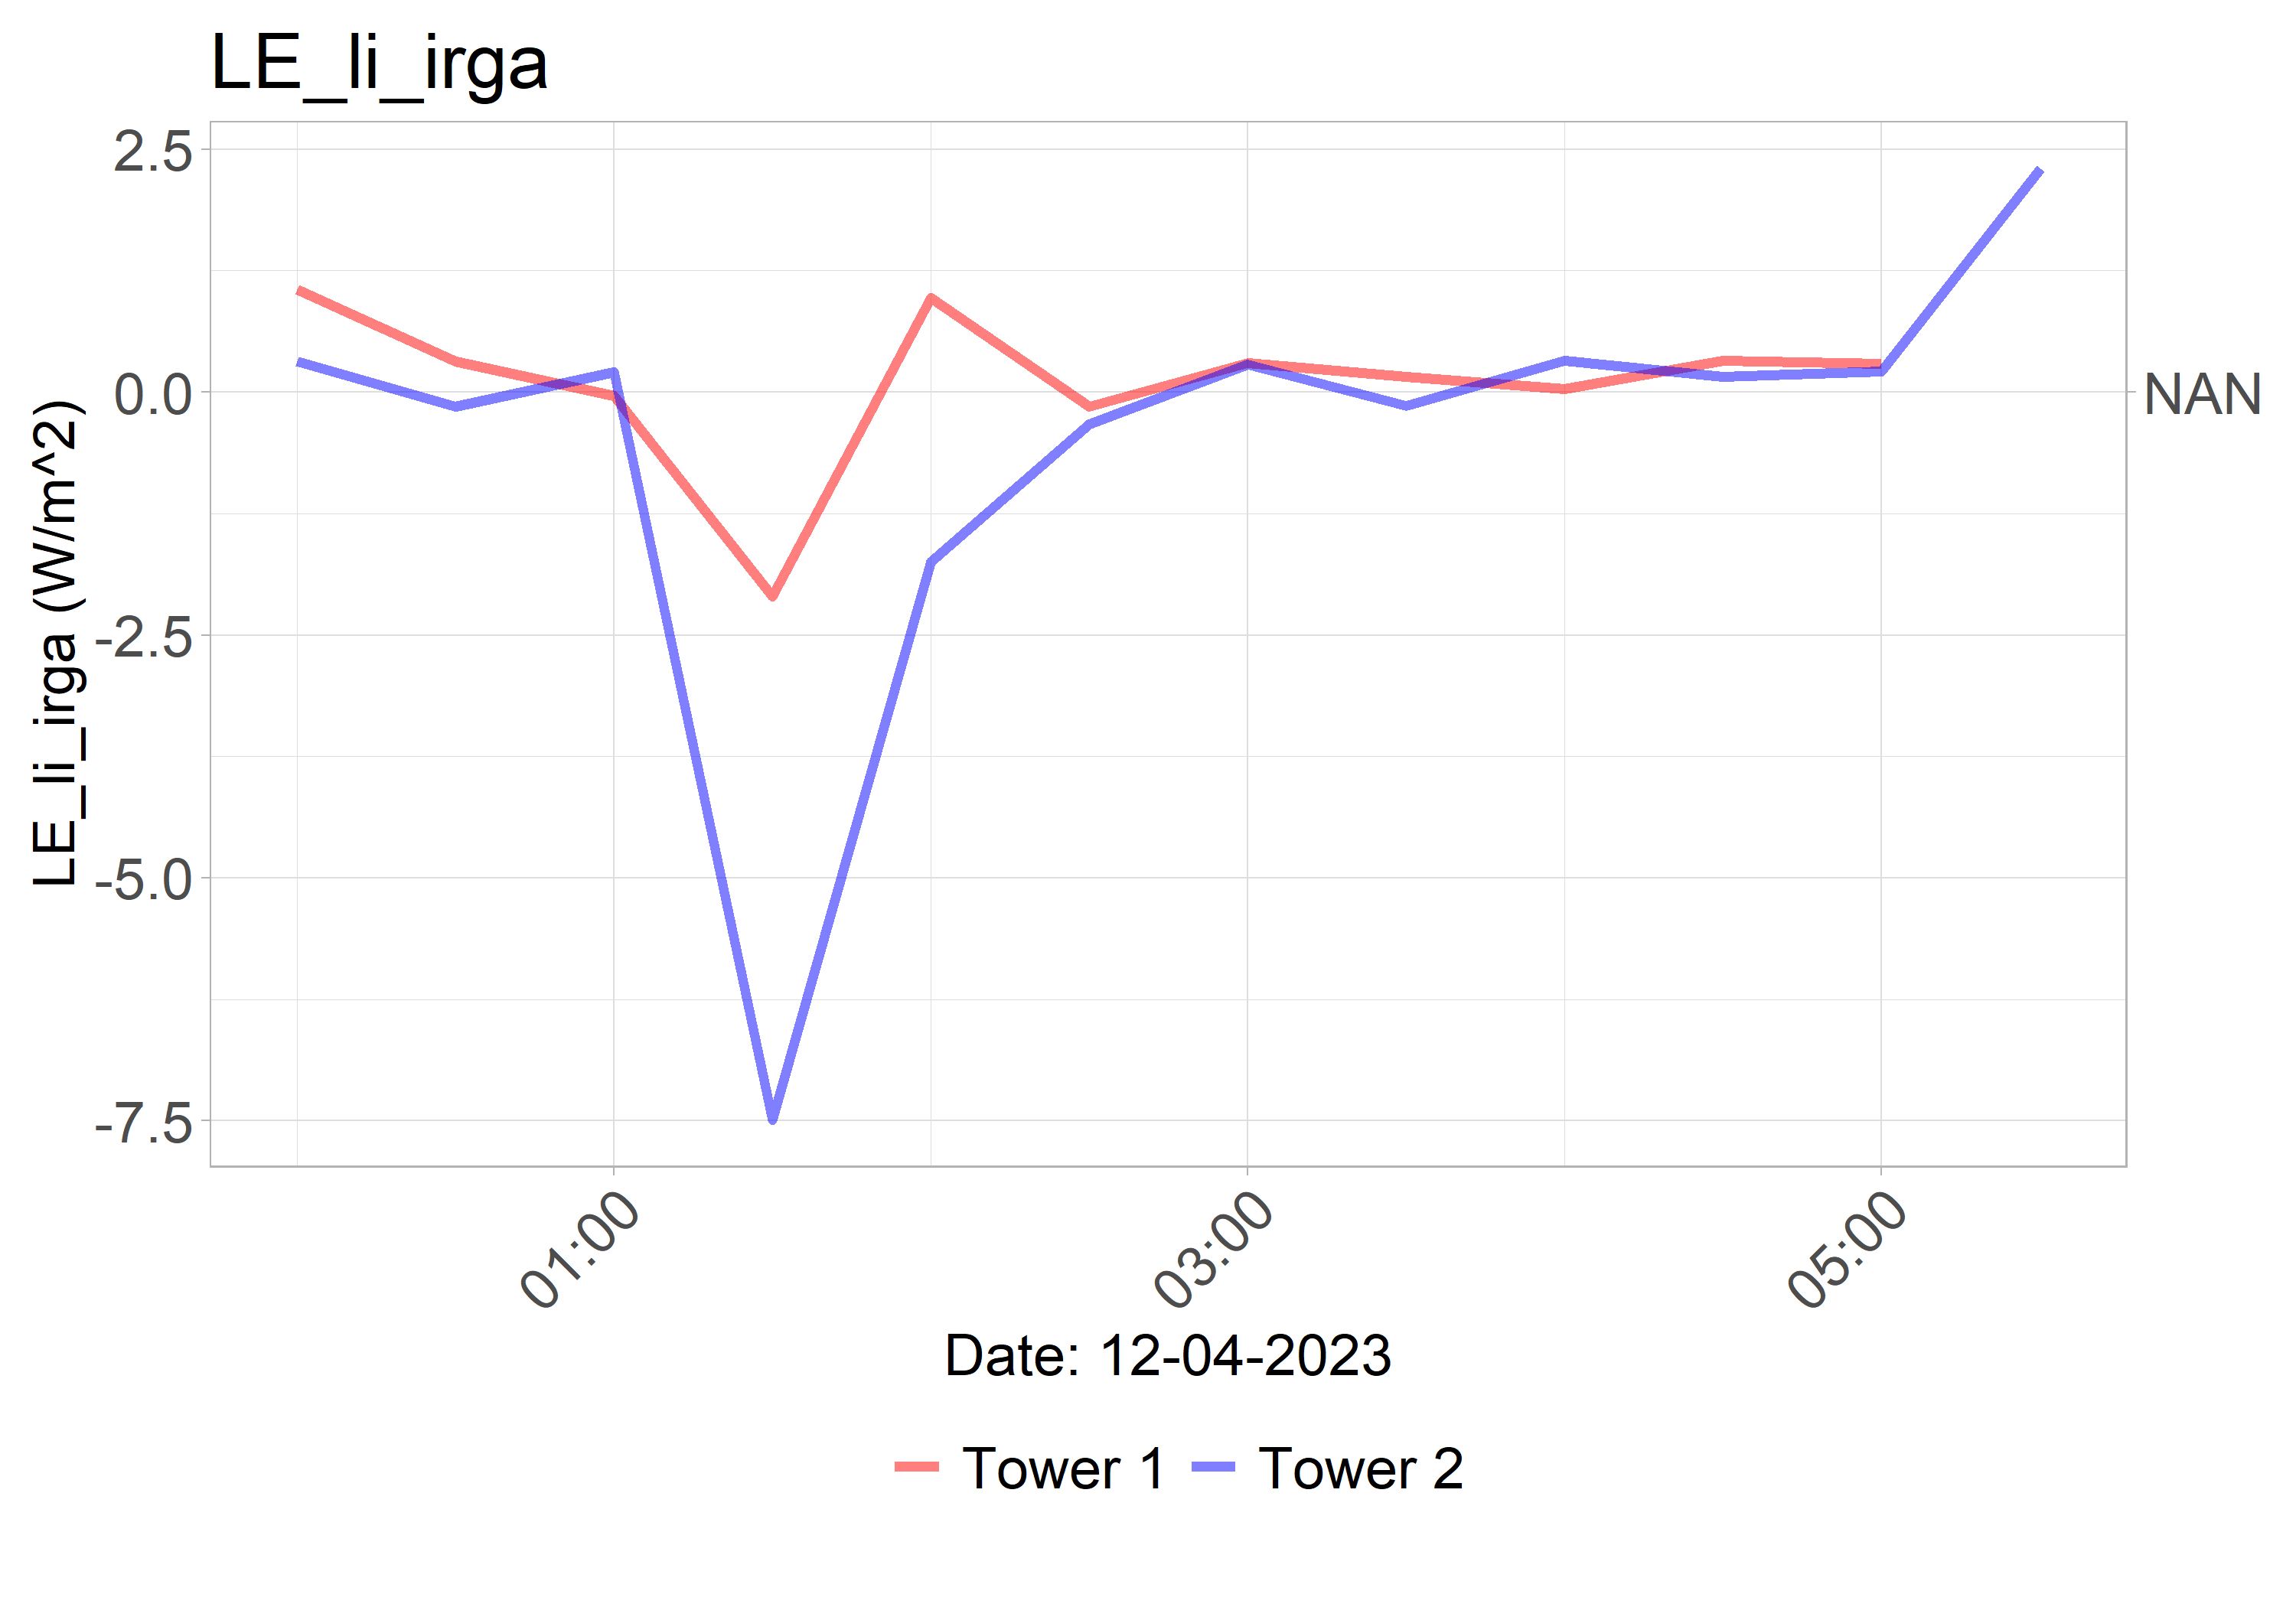 LE_li_irga
LE_li_irga (W/m^2)
2.5
0.0
-2.5
-5.0
-7.5
NAN
01:00
03:00
05:00
Date: 12-04-2023
Tower 1
Tower 2